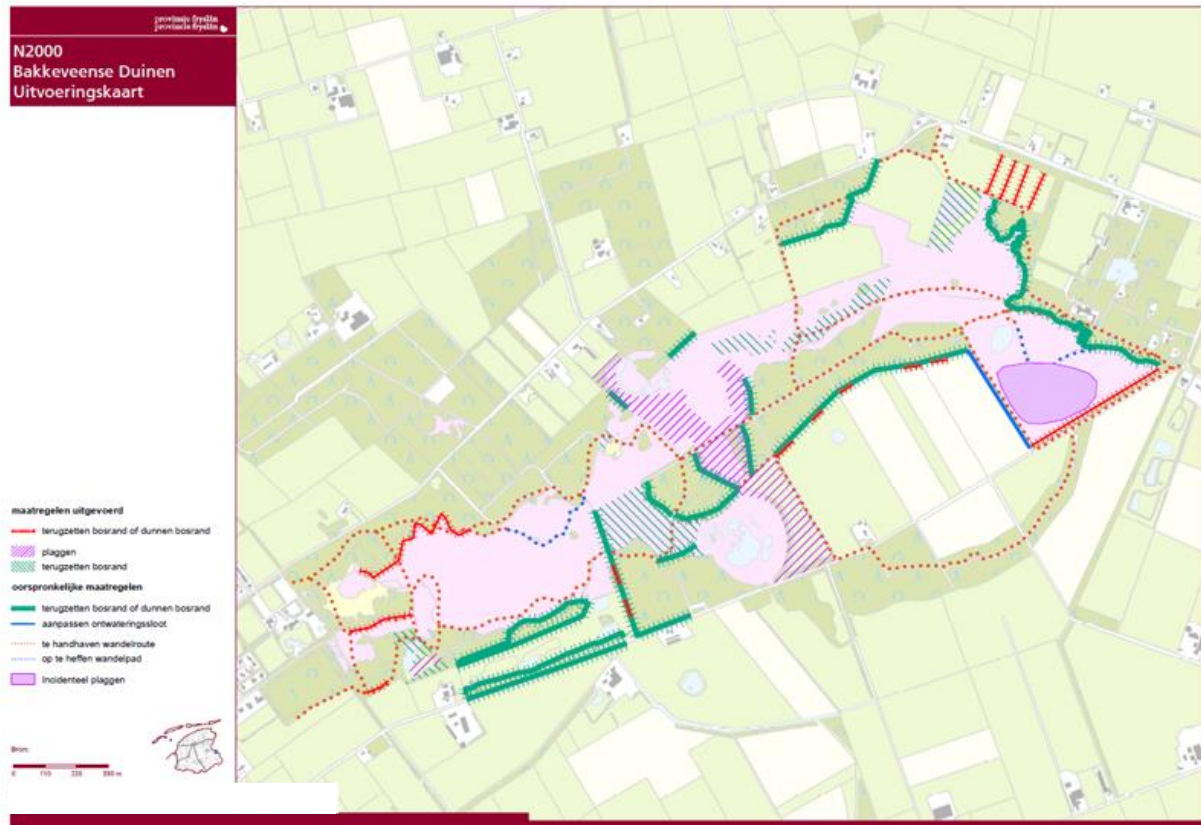 provinsje fryslân
provincie fryslân
N2000
Bakkeveense Duinen
Uitvoeringskaart
maatregelen uitgevoerd
terugzetten bosrand of dunnen bosrand
plaggen
terugzetten bosrand
oorspronkelijke maatregelen
terugzetten bosrand of dunnen bosrand
aanpassen ontwateringssloot
te handhaven wandelroute
op te heffen wandelpad
Incidenteel plaggen
Bron:
0 110 220 330 m